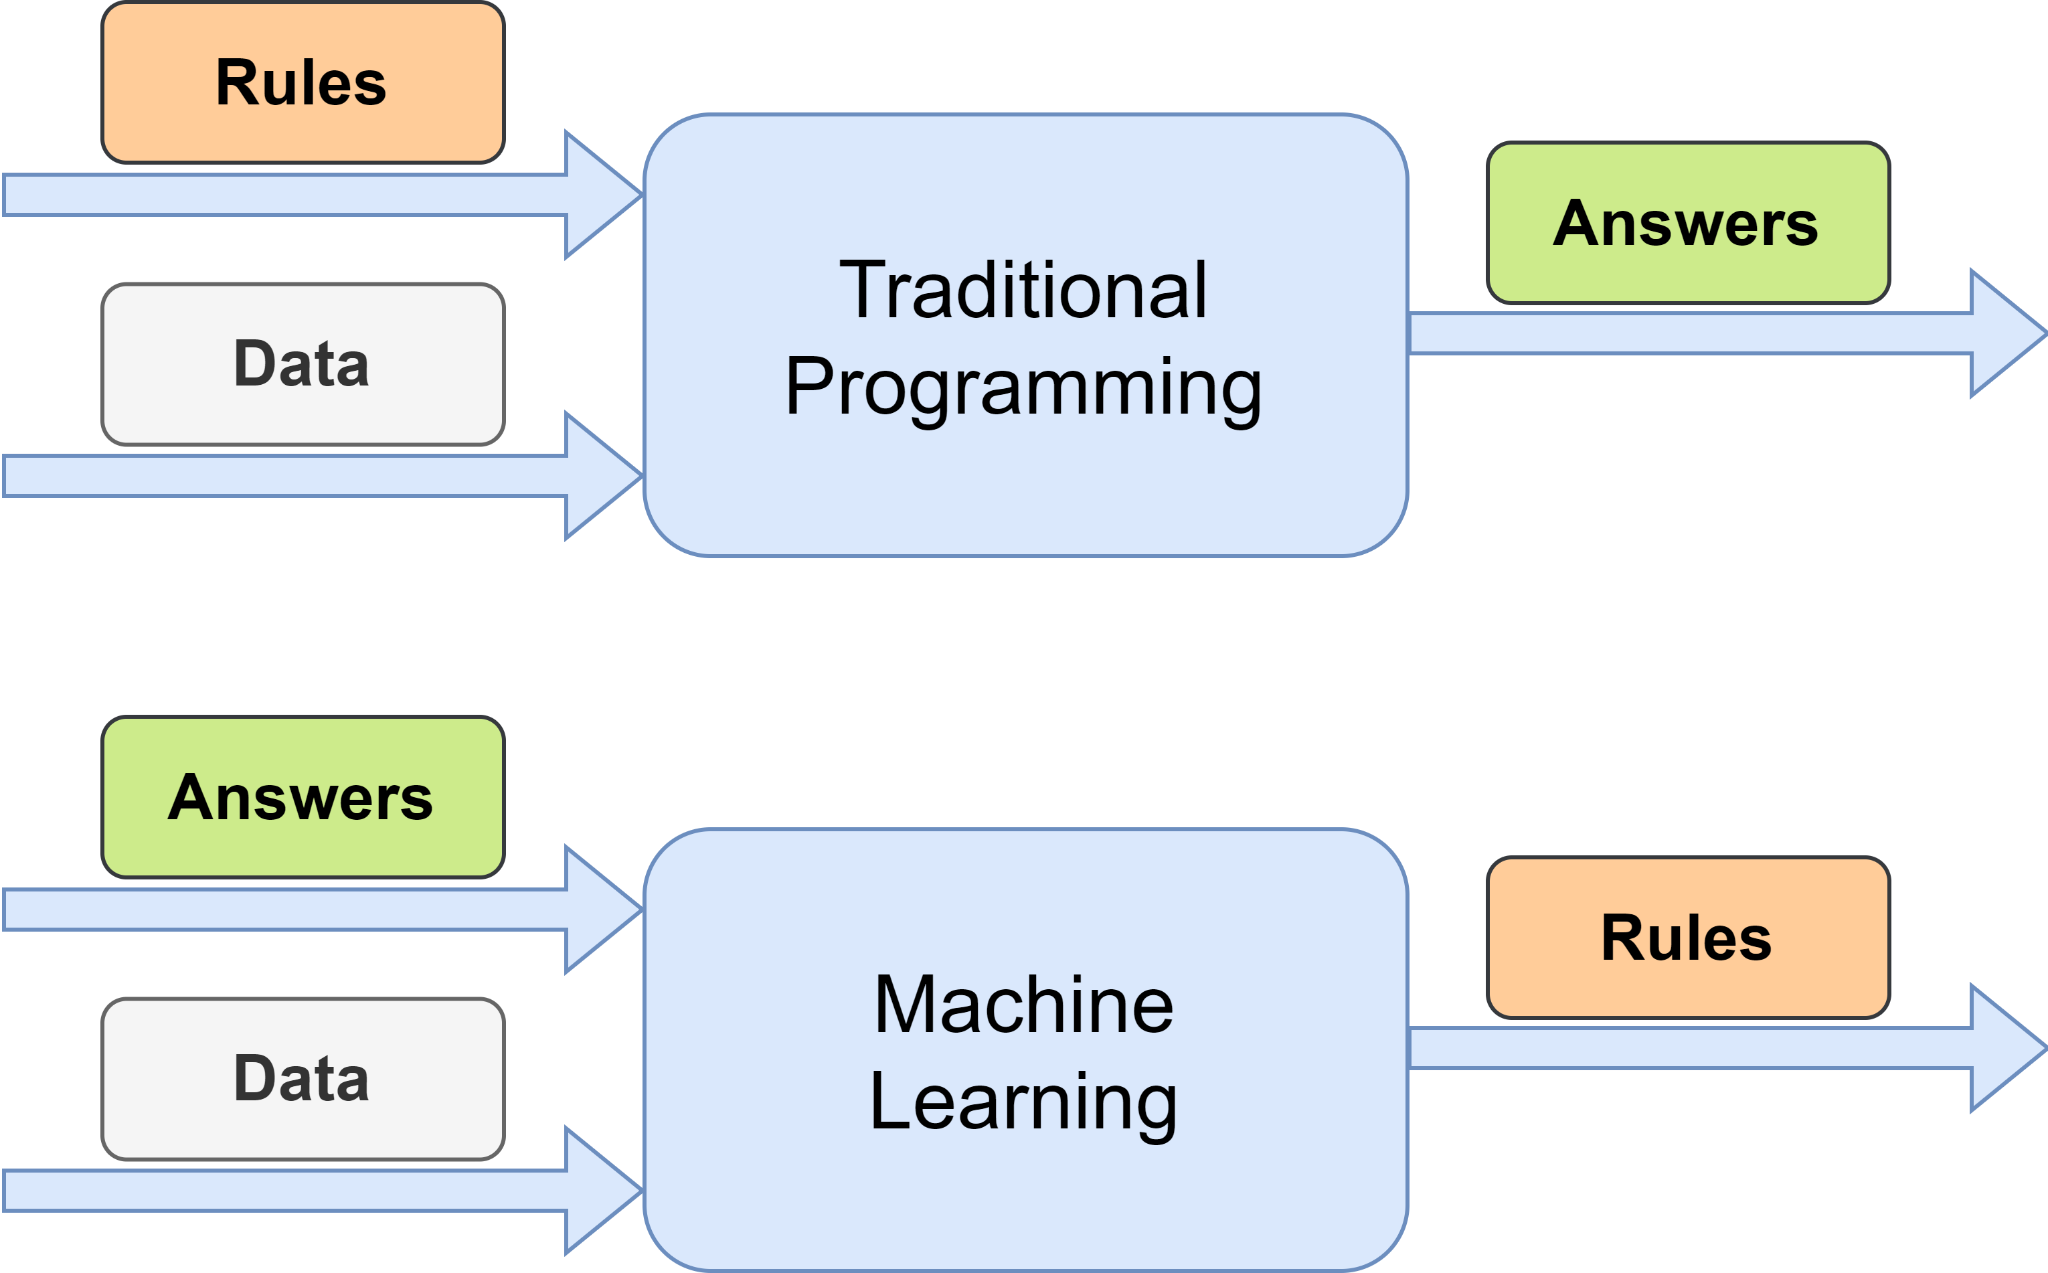 Rules
Data
Traditional
Programming
Answers
Answers
Data
Machine
Learning
Rules